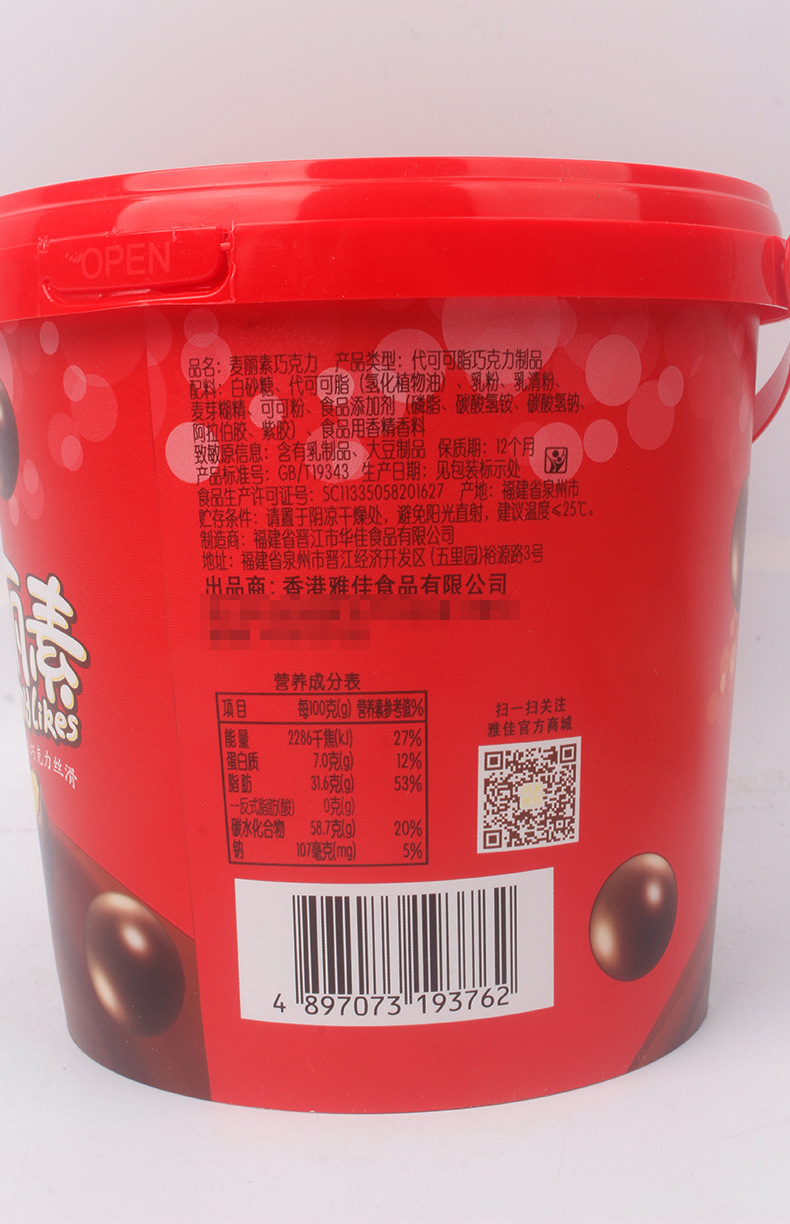 OPEN
品名：麦丽素巧克力 产品类型：代可可脂巧克力制品
配料：白砂糖、代可可脂（氢化植物油）、乳粉、乳清粉、
麦芽糊精、可可粉、食品添加剂（磷脂、碳酸氢铵、碳酸氢钠、
阿拉伯胶、紫胶）、食品用香精香料
致敏原信息：含有乳制品、大豆制品 保质期：12个月
产品标准号：GB/T19343 生产日期：见包装标示处
食品生产许可证号：SC11335058201627 产地：福建省泉州市
贮存条件：请置于阴凉干燥处，避免阳光直射，建议温度≤25℃。
制造商：福建省晋江市华佳食品有限公司
地址：福建省泉州市晋江经济开发区（五里园)裕源路3号
出品商：香港雅佳食品有限公司
素
Likes
巧克力丝滑
营养成分表
项目 每100克(g) 营养素参考值%
能量 2286千焦(kJ) 27%
蛋白质 7.0克(g) 12%
脂肪 31.6克(g) 53%
—反式脂肪(酸) 0克(g)
碳水化合物 58.7克(g) 20%
钠 107毫克(mg) 5%
扫一扫关注
雅佳官方商城
4 897073 193762